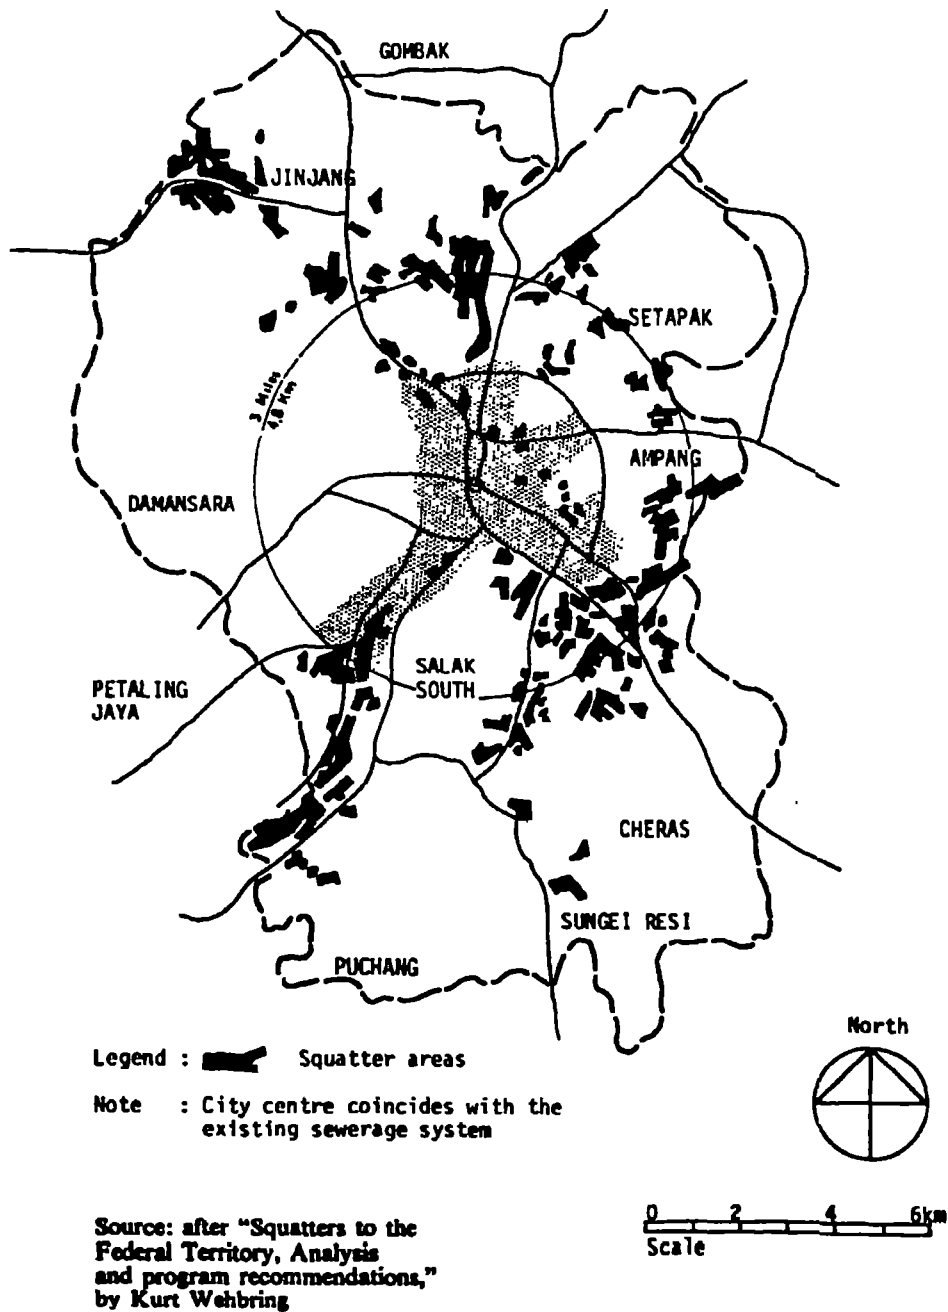 GOMBAK
JINJANG
SETAPAK
3 Miles
4,8 Km
AMPANG
DAMANSARA
SALAK
SOUTH
PETALING
JAYA
CHERAS
SUNGEI RESI
PUCHANG
North
Legend : Squatter areas
Note : City centre coincides with the
existing sewerage system
0 2 4 6km
Scale
Source: after “Squatters to the
Federal Territory, Analysis
and program recommendations,”
by Kurt Wehbring